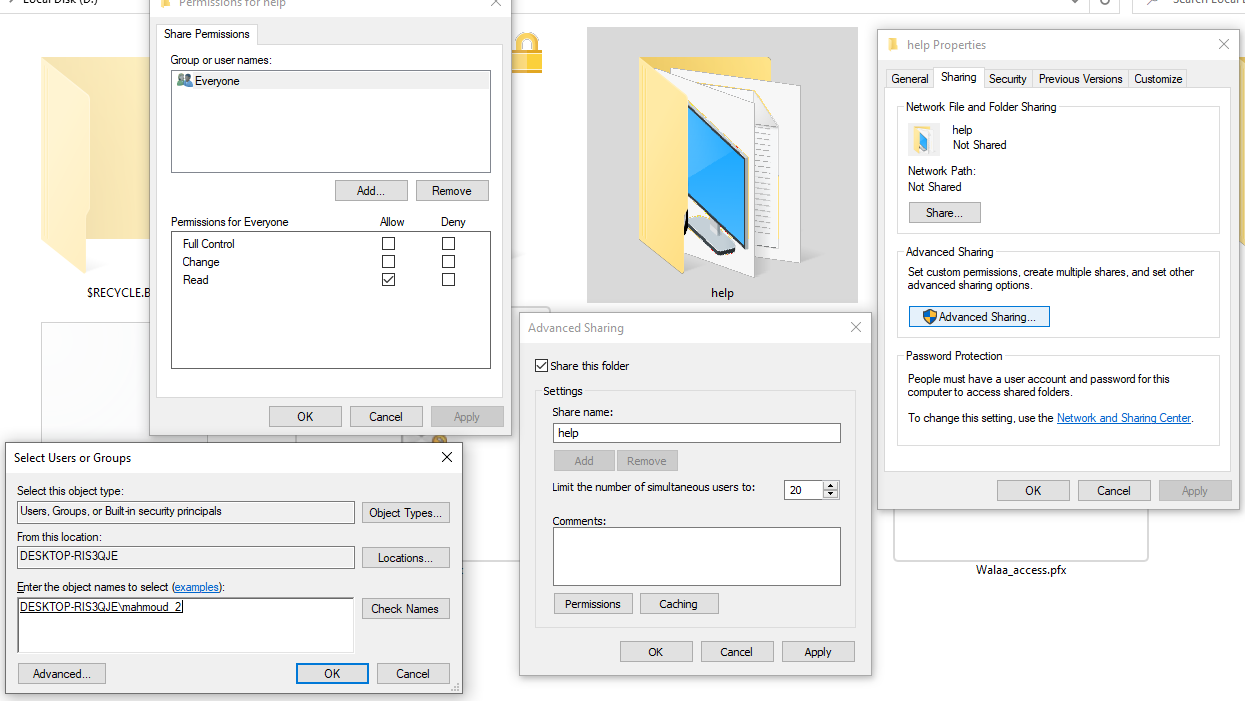 Local Disk (D:)
Search Local D
Permissions for help
Share Permissions
Group or user names:
Everyone
Add...
Remove
Permissions for Everyone
Allow
Deny
Full Control
Change
Read
OK
Cancel
Apply
$RECYCLE.B
help
help Properties
General
Sharing
Security
Previous Versions
Customize
Network File and Folder Sharing
help
Not Shared
Network Path:
Not Shared
Share...
Advanced Sharing
Set custom permissions, create multiple shares, and set other
advanced sharing options.
Advanced Sharing...
Password Protection
People must have a user account and password for this
computer to access shared folders.
To change this setting, use the Network and Sharing Center.
OK
Cancel
Apply
Advanced Sharing
Share this folder
Settings
Share name:
help
Add
Remove
Limit the number of simultaneous users to:
20
Comments:
Permissions
Caching
OK
Cancel
Apply
Select Users or Groups
Select this object type:
Users, Groups, or Built-in security principals
Object Types...
From this location:
DESKTOP-RIS3QJE
Locations...
Enter the object names to select (examples):
DESKTOP-RIS3QJE\mahmoud_2
Check Names
Advanced...
OK
Cancel
Walaa_access.pfx